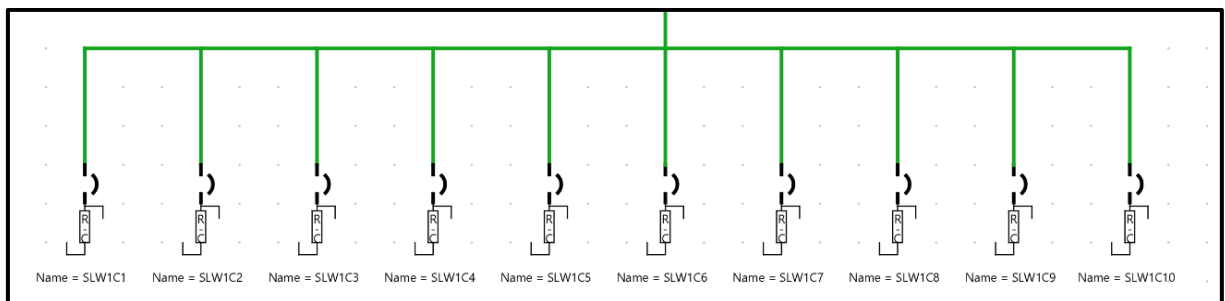 R-C R-C R-C R-C R-C R-C R-C R-C R-C R-C
Name = SLW1C1 Name = SLW1C2 Name = SLW1C3 Name = SLW1C4 Name = SLW1C5 Name = SLW1C6 Name = SLW1C7 Name = SLW1C8 Name = SLW1C9 Name = SLW1C10